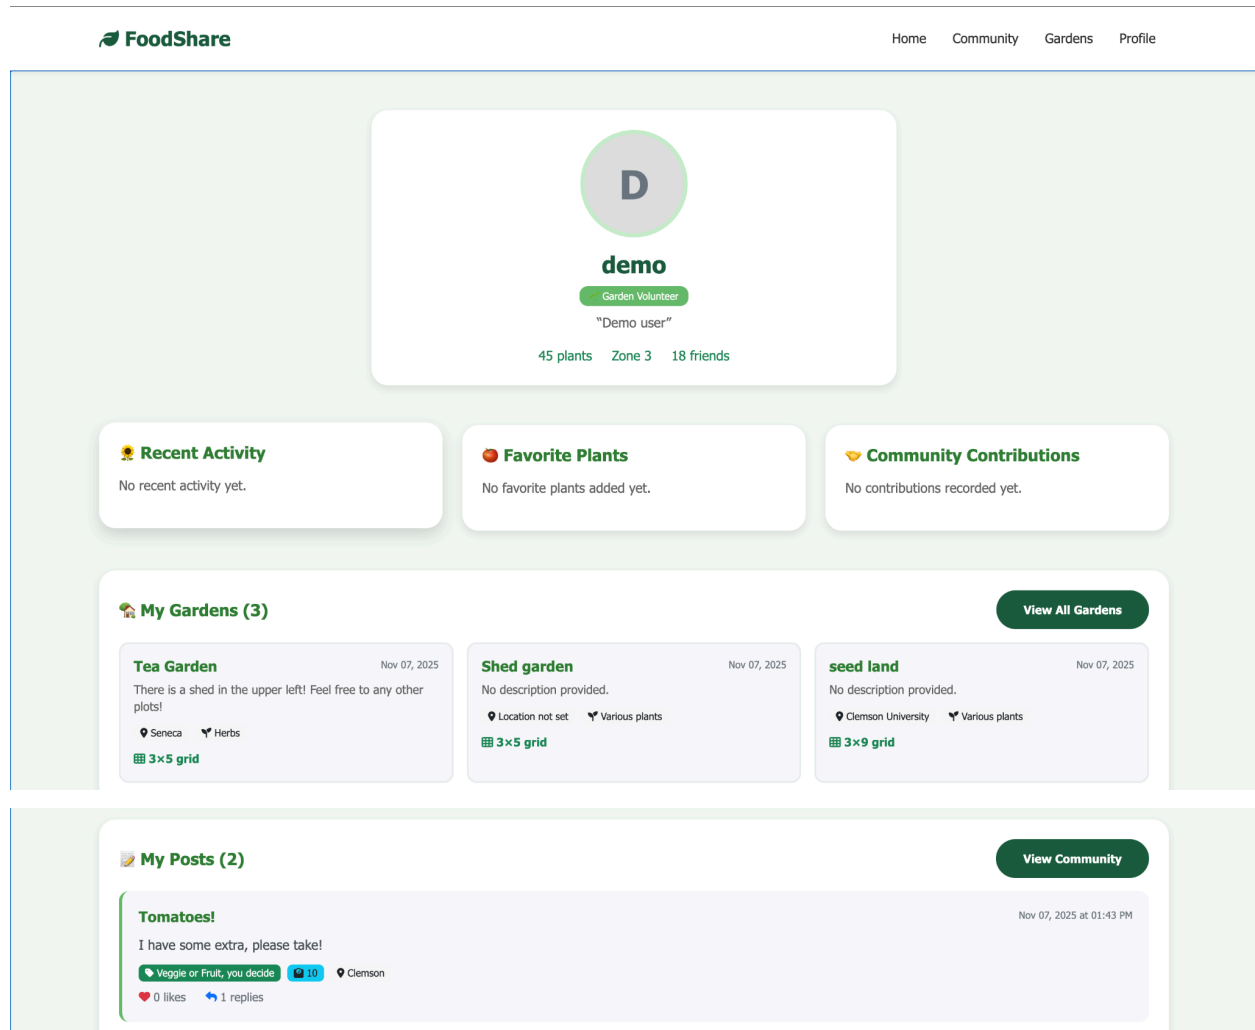 FoodShare
Home Community Gardens Profile
D
demo
Garden Volunteer
“Demo user”
45 plants Zone 3 18 friends
Recent Activity
No recent activity yet.
Favorite Plants
No favorite plants added yet.
Community Contributions
No contributions recorded yet.
My Gardens (3)
View All Gardens
Tea Garden
Nov 07, 2025
There is a shed in the upper left! Feel free to any other
plots!
Seneca Herbs
3×5 grid
Shed garden
Nov 07, 2025
No description provided.
Location not set Various plants
3×5 grid
seed land
Nov 07, 2025
No description provided.
Clemson University Various plants
3×9 grid
My Posts (2)
View Community
Tomatoes!
Nov 07, 2025 at 01:43 PM
I have some extra, please take!
Veggie or Fruit, you decide 10 Clemson
0 likes 1 replies